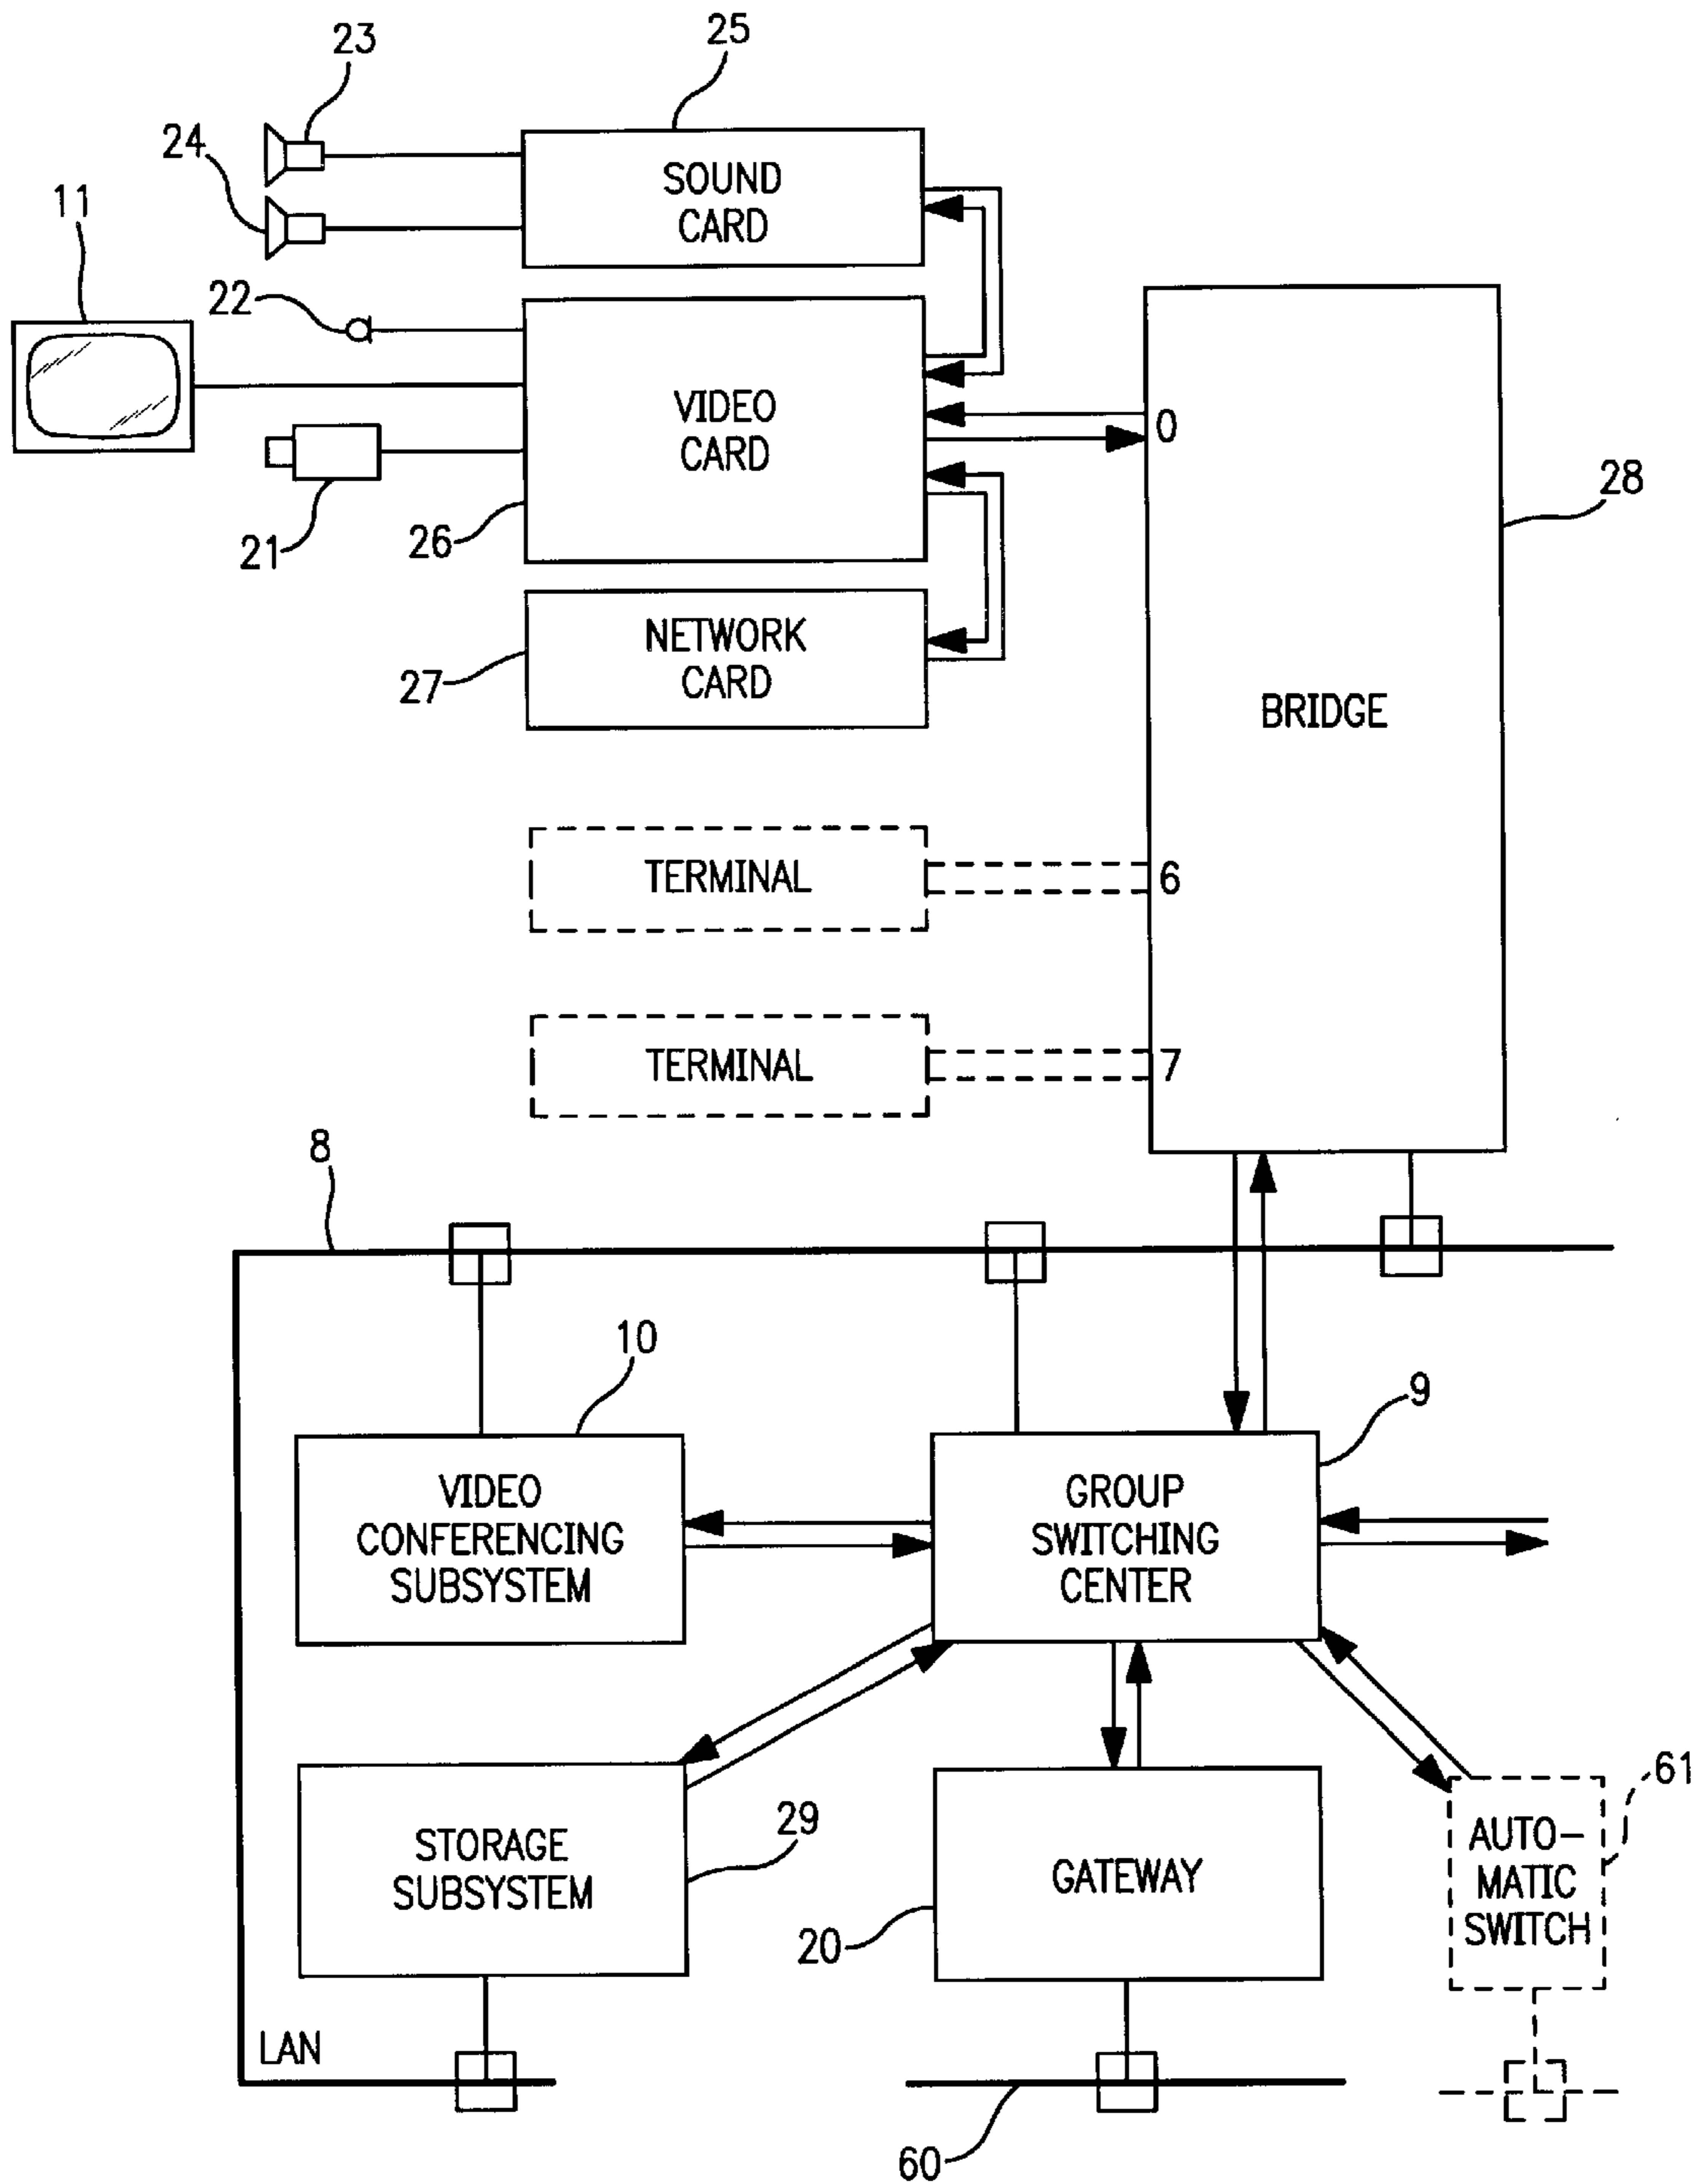 23
25
24
SOUND
CARD
11
22
VIDEO
CARD
0
28
21
26
NETWORK
CARD
27
BRIDGE
TERMINAL
6
TERMINAL
7
8
10
9
VIDEO
CONFERENCING
SUBSYSTEM
GROUP
SWITCHING
CENTER
61
STORAGE
SUBSYSTEM
29
GATEWAY
20
AUTO-
MATIC
SWITCH
LAN
60